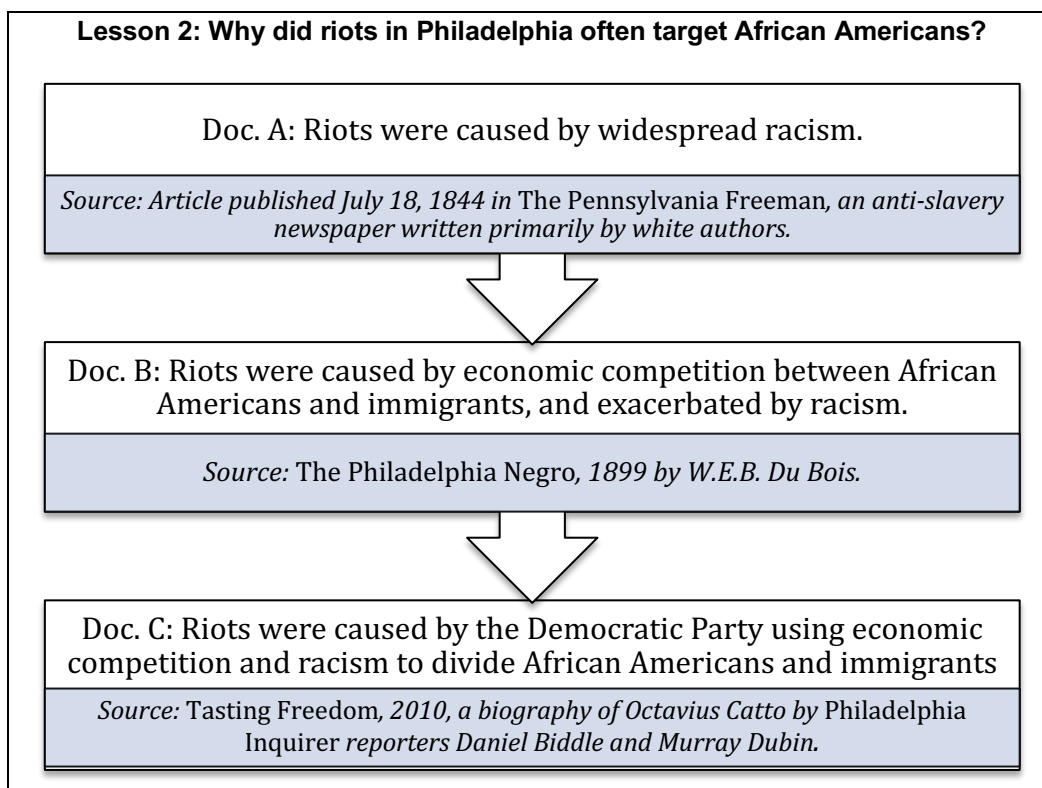 Lesson 2: Why did riots in Philadelphia often target African Americans?
Doc. A: Riots were caused by widespread racism.
Source: Article published July 18, 1844 in The Pennsylvania Freeman, an anti-slavery
newspaper written primarily by white authors.
Doc. B: Riots were caused by economic competition between African
Americans and immigrants, and exacerbated by racism.
Source: The Philadelphia Negro, 1899 by W.E.B. Du Bois.
Doc. C: Riots were caused by the Democratic Party using economic
competition and racism to divide African Americans and immigrants
Source: Tasting Freedom, 2010, a biography of Octavius Catto by Philadelphia
Inquirer reporters Daniel Biddle and Murray Dubin.